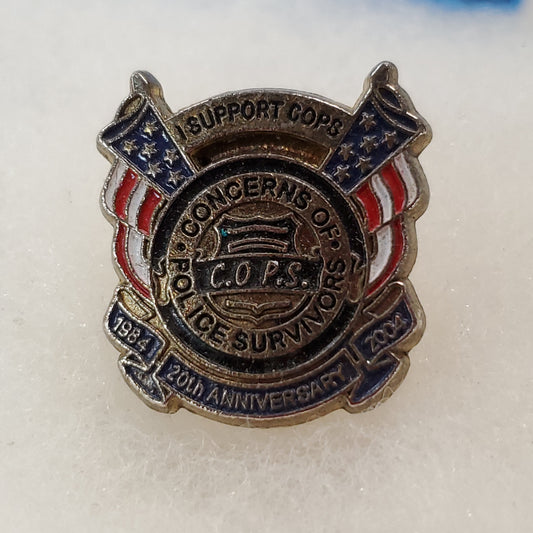 I SUPPORT COPS
• CONCERNS OF •
POLICE SURVIVORS
C.O.P.S.
1984
20th ANNIVERSARY
2004